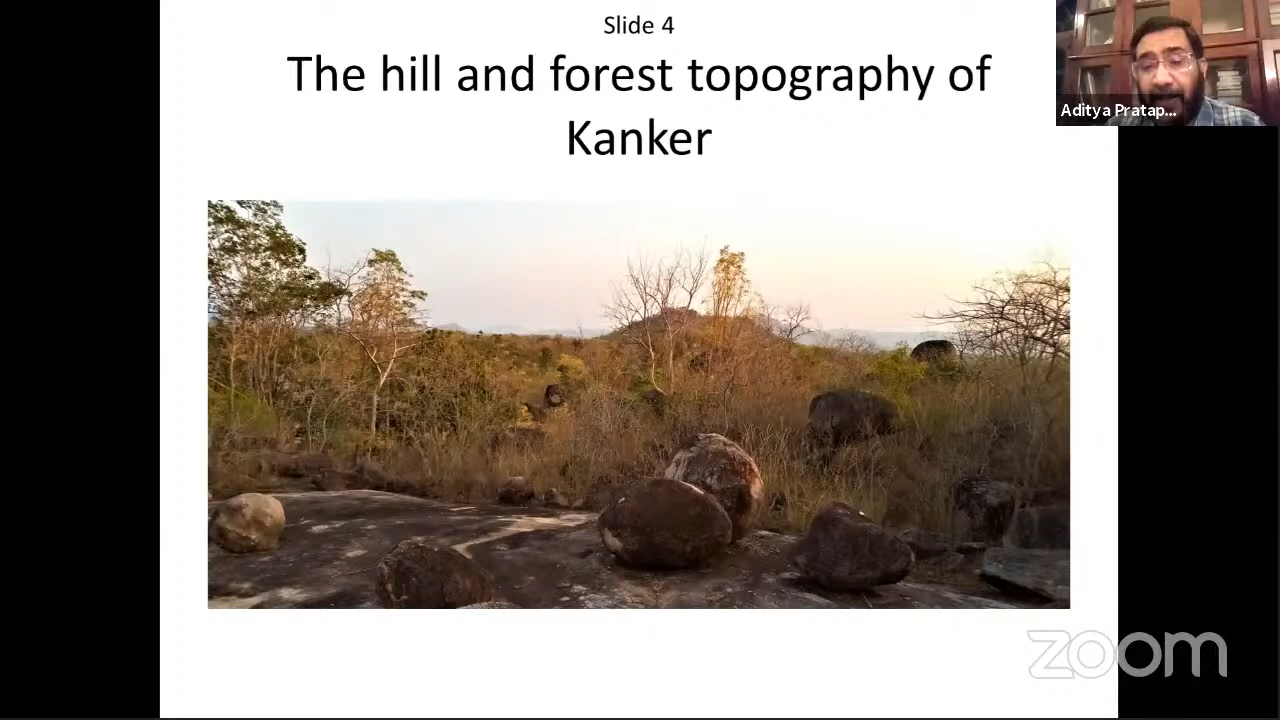 Slide 4
The hill and forest topography of
Kanker
Aditya Pratap...
zoom